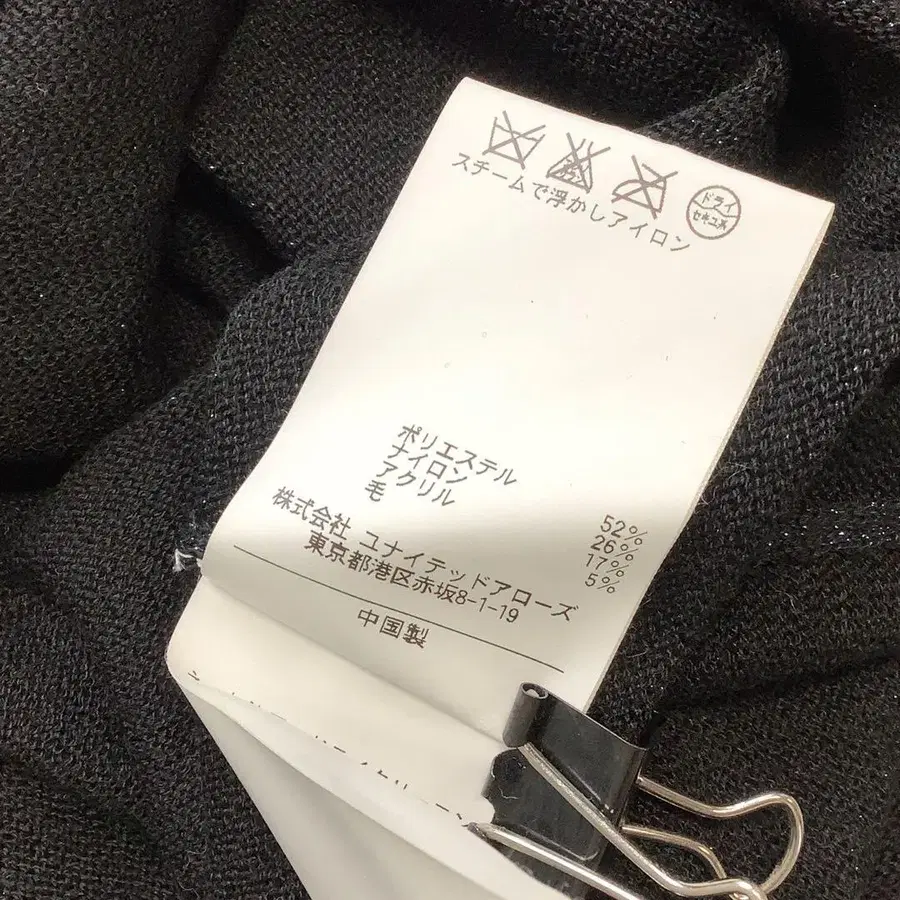 ドライ
セキユ系
スチームで浮かしアイロン
ポリエステル 52%
ナイロン 26%
アクリル 17%
毛 5%
株式会社 ユナイテッドアローズ
東京都港区赤坂8-1-19
中国製